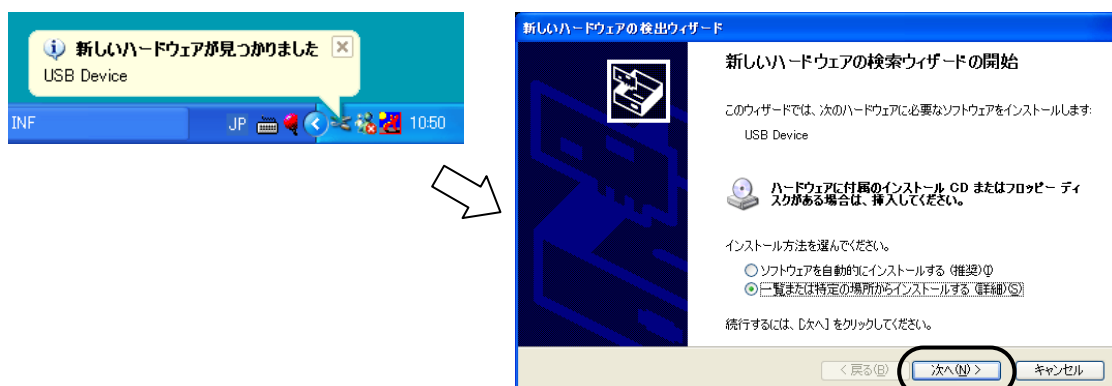 新しいハードウェアが見つかりました
USB Device
INF
JP
10:50
新しいハードウェアの検出ウィザード
新しいハードウェアの検索ウィザードの開始
このウィザードでは、次のハードウェアに必要なソフトウェアをインストールします:
USB Device
ハードウェアに付属のインストール CD またはフロッピー ディ
スクがある場合は、挿入してください。
インストール方法を選んでください。
ソフトウェアを自動的にインストールする (推奨)(I)
一覧または特定の場所からインストールする (詳細)(S)
続行するには、[次へ] をクリックしてください。
< 戻る(B)
次へ(N) >
キャンセル